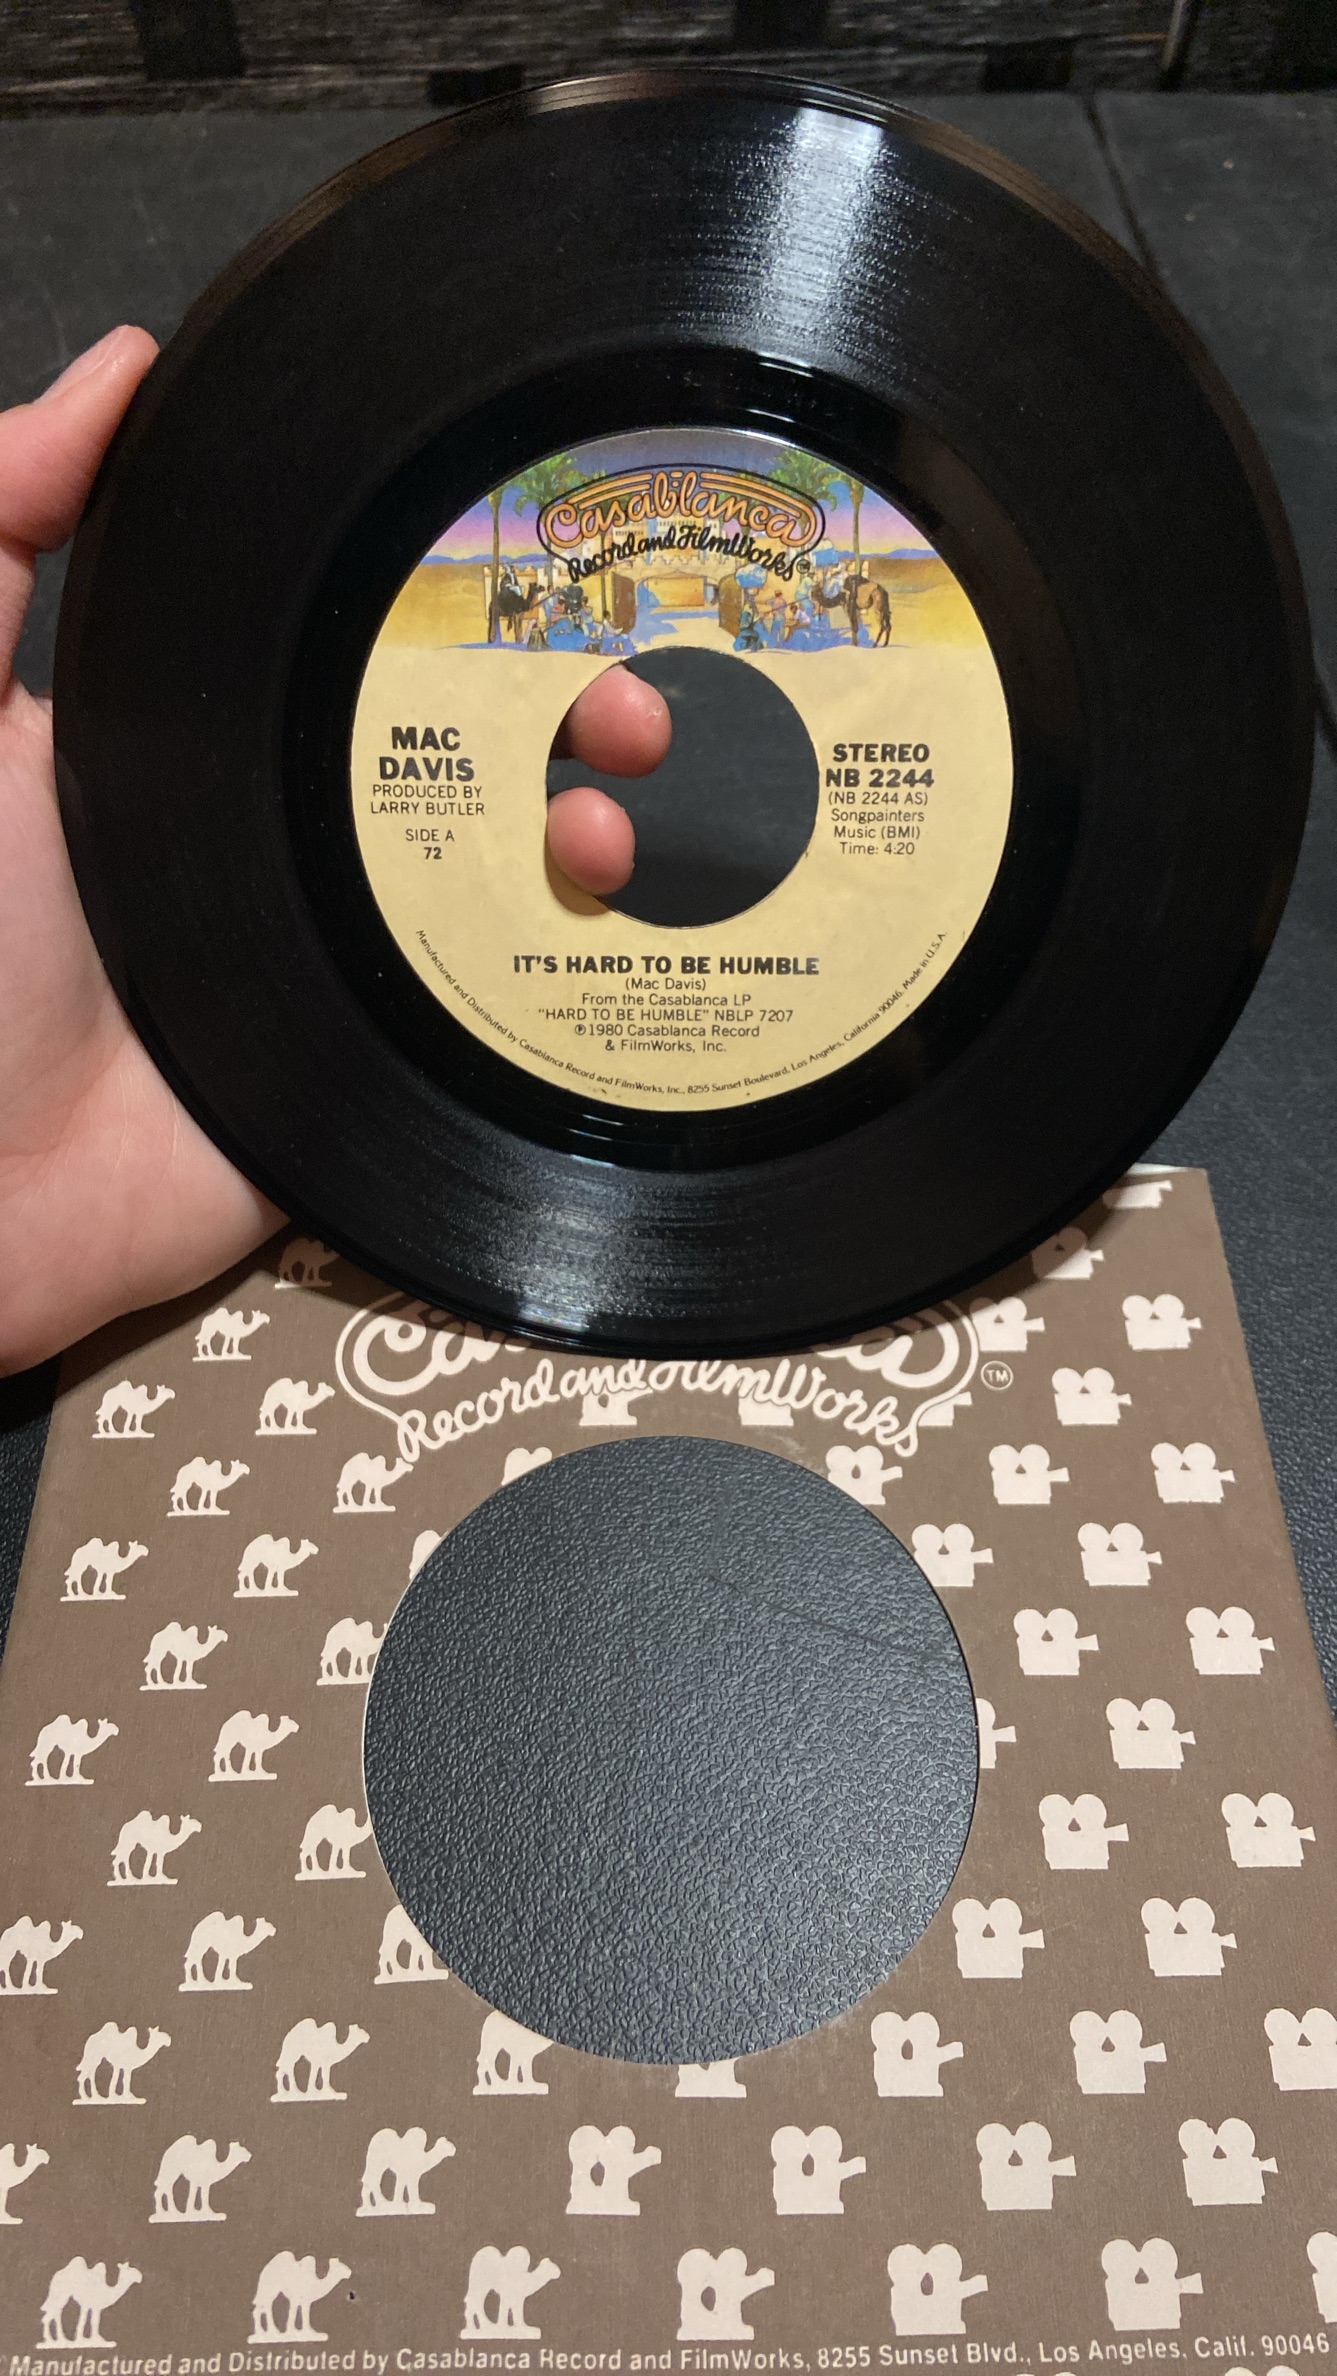 Casablanca
Record and FilmWorks™
MAC
DAVIS
PRODUCED BY
LARRY BUTLER
SIDE A
72
STEREO
NB 2244
(NB 2244 AS)
Songpainters
Music (BMI)
Time: 4:20
IT'S HARD TO BE HUMBLE
(Mac Davis)
From the Casablanca LP
"HARD TO BE HUMBLE" NBLP 7207
℗1980 Casablanca Record
& FilmWorks, Inc.
Manufactured and Distributed by Casablanca Record and FilmWorks, Inc., 8255 Sunset Boulevard, Los Angeles, California 90046. Made in U.S.A.
Record and FilmWorks ™
Manufactured and Distributed by Casablanca Record and FilmWorks, 8255 Sunset Blvd., Los Angeles, Calif. 90046